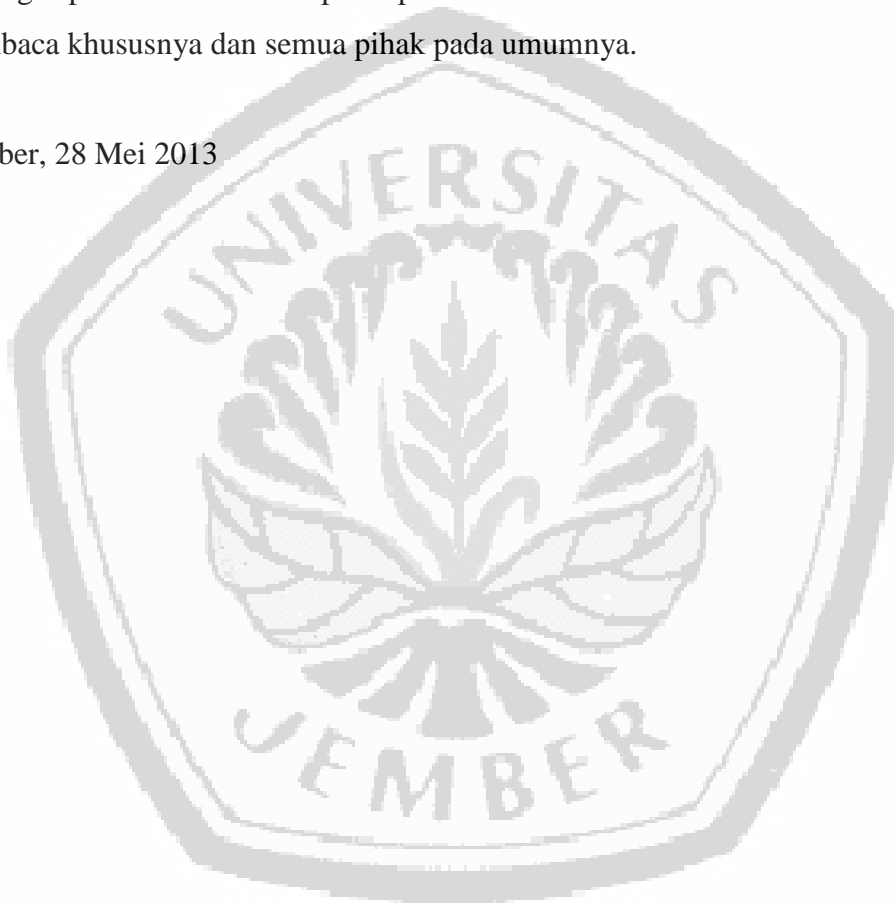 baca khususnya dan semua pihak pada umumnya.
ber, 28 Mei 2013
UNIVERSITAS
JEMBER